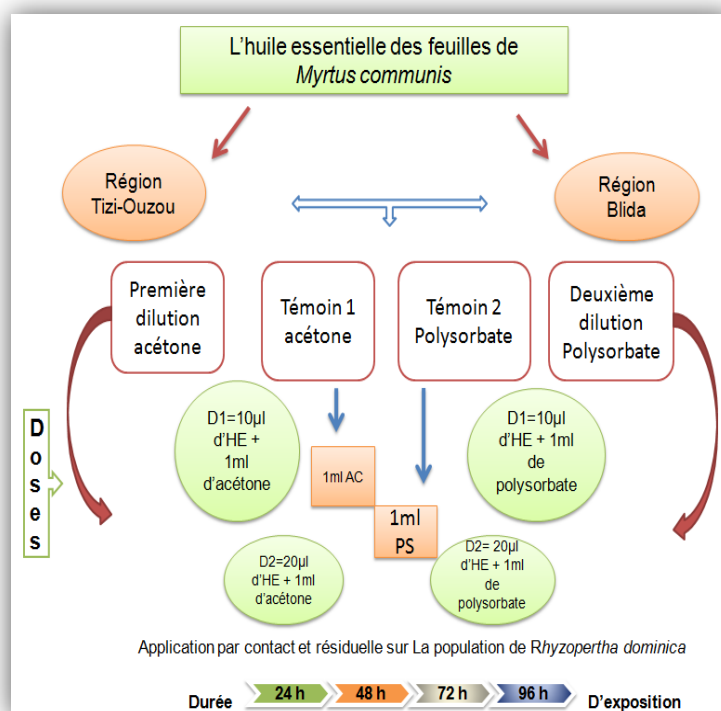 L'huile essentielle des feuilles de
Myrtus communis
Région
Tizi-Ouzou
Région
Blida
Première
dilution
acétone
Témoin 1
acétone
Témoin 2
Polysorbate
Deuxième
dilution
Polysorbate
Doses
D1=10µl
d'HE +
1ml
d'acétone
1ml AC
1ml
PS
D1=10µl
d'HE + 1ml
de
polysorbate
D2=20µl
d'HE + 1ml
d'acétone
D2= 20µl
d'HE + 1ml
de
polysorbate
Application par contact et résiduelle sur La population de Rhyzopertha dominica
Durée 24 h 48 h 72 h 96 h D'exposition